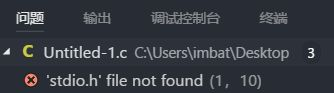 问题 输出 调试控制台 终端
C Untitled-1.c C:\Users\imbat\Desktop 3
'stdio.h' file not found (1, 10)